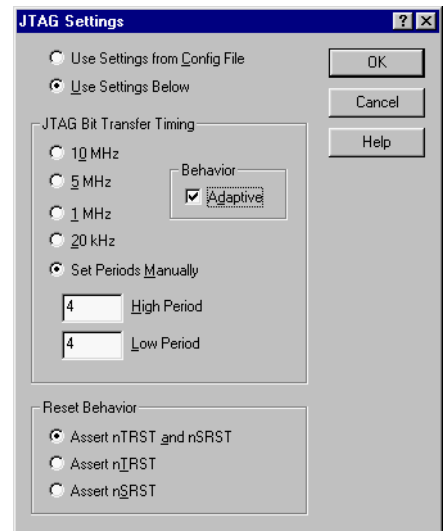 JTAG Settings
Use Settings from Config File
OK
Use Settings Below
Cancel
JTAG Bit Transfer Timing
Help
10 MHz
Behavior
5 MHz
Adaptive
1 MHz
20 kHz
Set Periods Manually
4 High Period
4 Low Period
Reset Behavior
Assert nTRST and nSRST
Assert nTRST
Assert nSRST